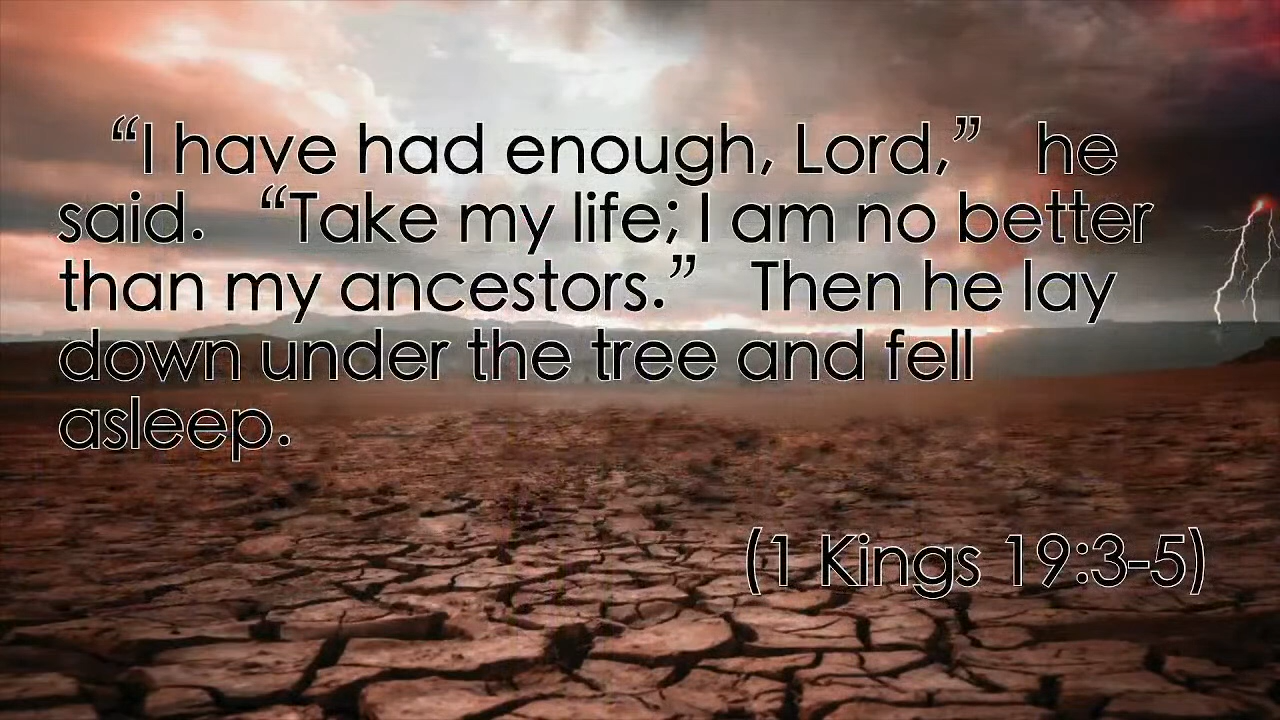 “I have had enough, Lord,” he
said. “Take my life; I am no better
than my ancestors.” Then he lay
down under the tree and fell
asleep.
(1 Kings 19:3-5)